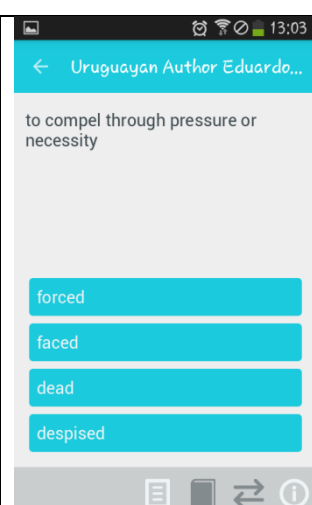 13:03
Uruguayan Author Eduardo...
to compel through pressure or
necessity
forced
faced
dead
despised